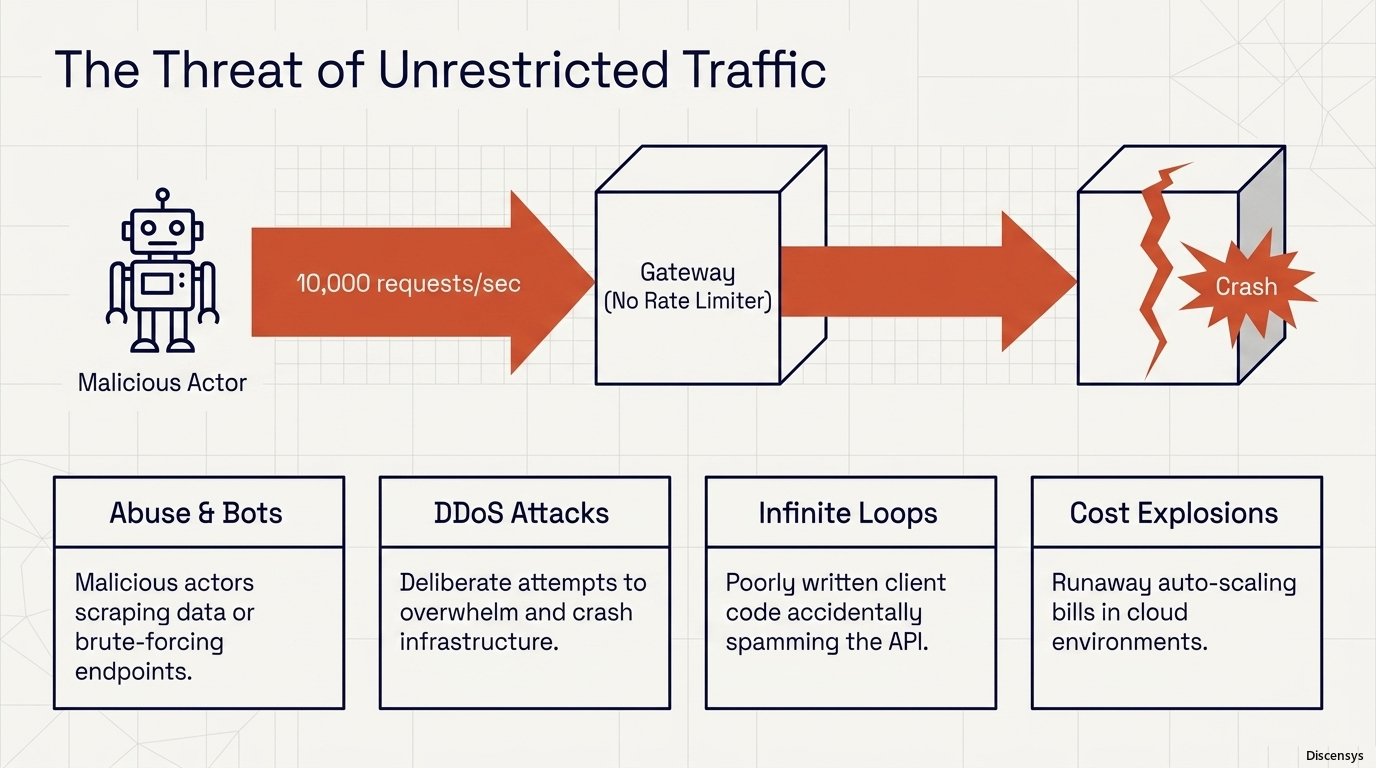 The Threat of Unrestricted Traffic
10,000 requests/sec
Gateway
(No Rate Limiter)
Crash
Malicious Actor
Abuse & Bots
Malicious actors
scraping data or
brute-forcing
endpoints.
DDoS Attacks
Deliberate attempts to
overwhelm and crash
infrastructure.
Infinite Loops
Poorly written client
code accidentally
spamming the API.
Cost Explosions
Runaway auto-scaling
bills in cloud
environments.
Discensys